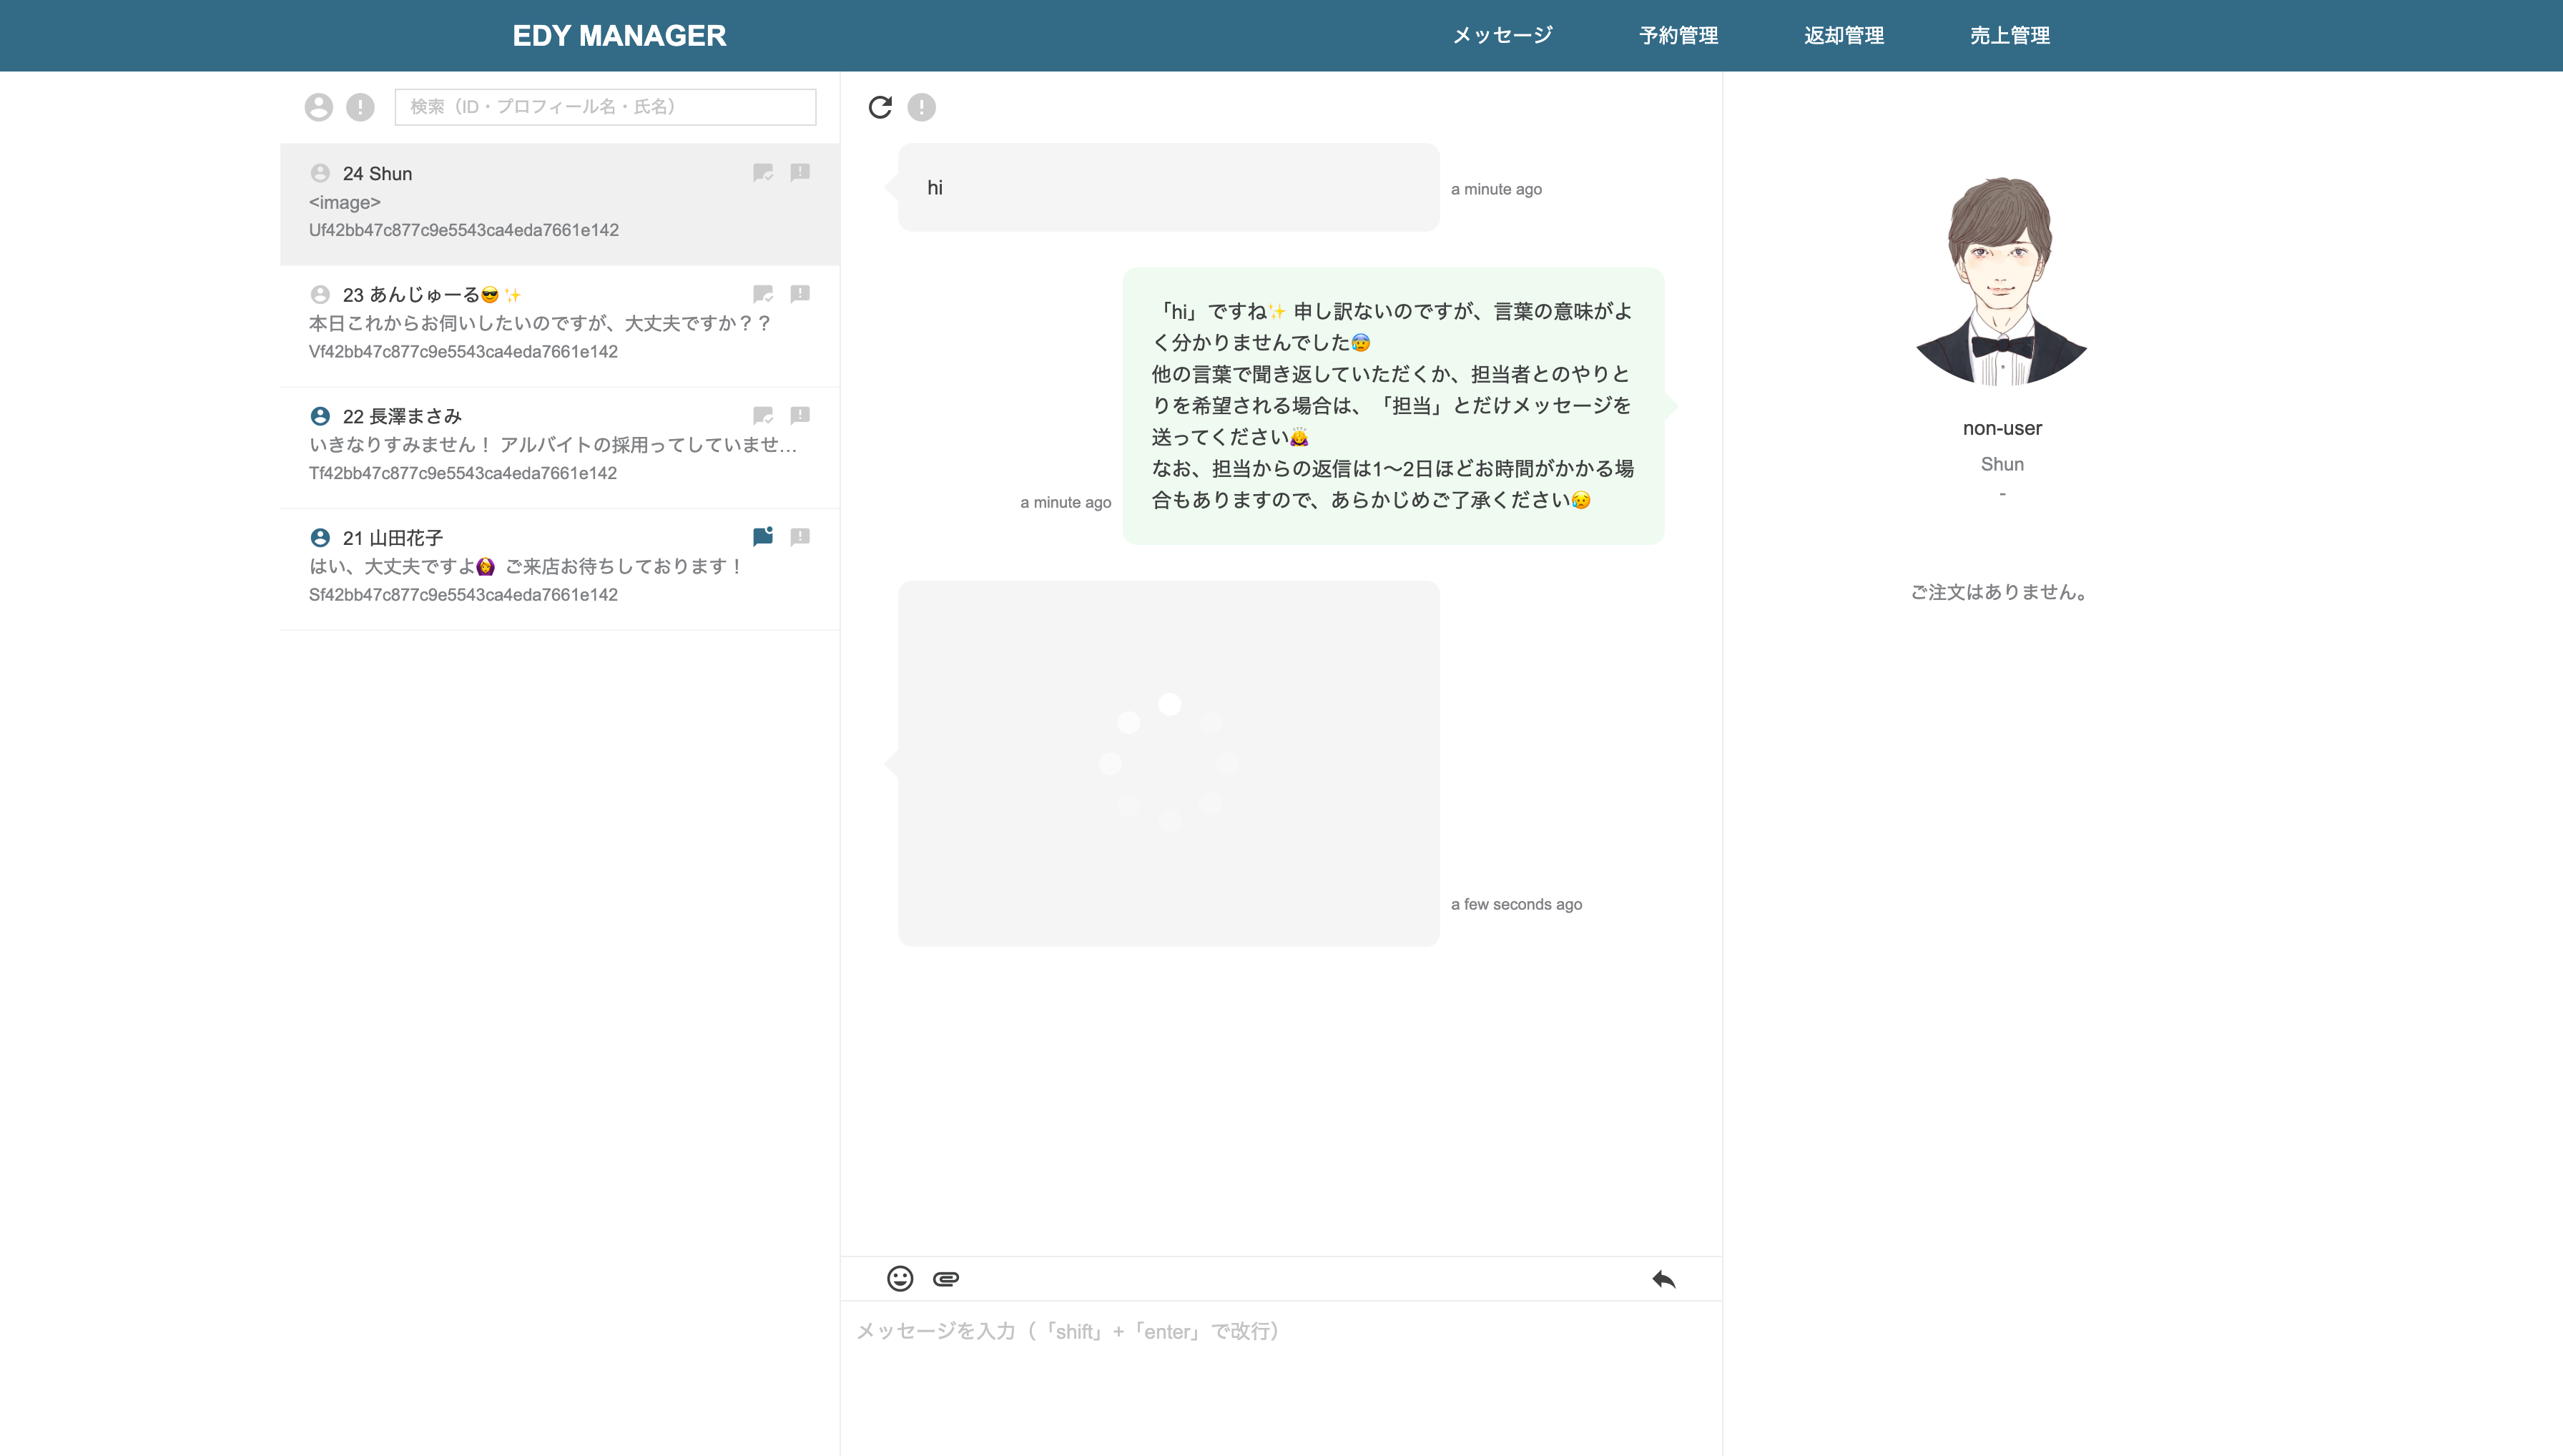 EDY MANAGER
メッセージ 予約管理 返却管理 売上管理
検索（ID・プロフィール名・氏名）
24 Shun
<image>
Uf42bb47c877c9e5543ca4eda7661e142
23 あんじゅーる😎✨
本日これからお伺いしたいのですが、大丈夫ですか？？
Vf42bb47c877c9e5543ca4eda7661e142
22 長澤まさみ
いきなりすみません！ アルバイトの採用ってしていませ…
Tf42bb47c877c9e5543ca4eda7661e142
21 山田花子
はい、大丈夫ですよ🙆‍♀️ ご来店お待ちしております！
Sf42bb47c877c9e5543ca4eda7661e142
hi
a minute ago
「hi」ですね✨ 申し訳ないのですが、言葉の意味がよ
く分かりませんでした😰
他の言葉で聞き返していただくか、担当者とのやりと
りを希望される場合は、「担当」とだけメッセージを
送ってください🙇‍♀️
なお、担当からの返信は1〜2日ほどお時間がかかる場
合もありますので、あらかじめご了承ください😥
a minute ago
a few seconds ago
メッセージを入力（「shift」+「enter」で改行）
non-user
Shun
-
ご注文はありません。